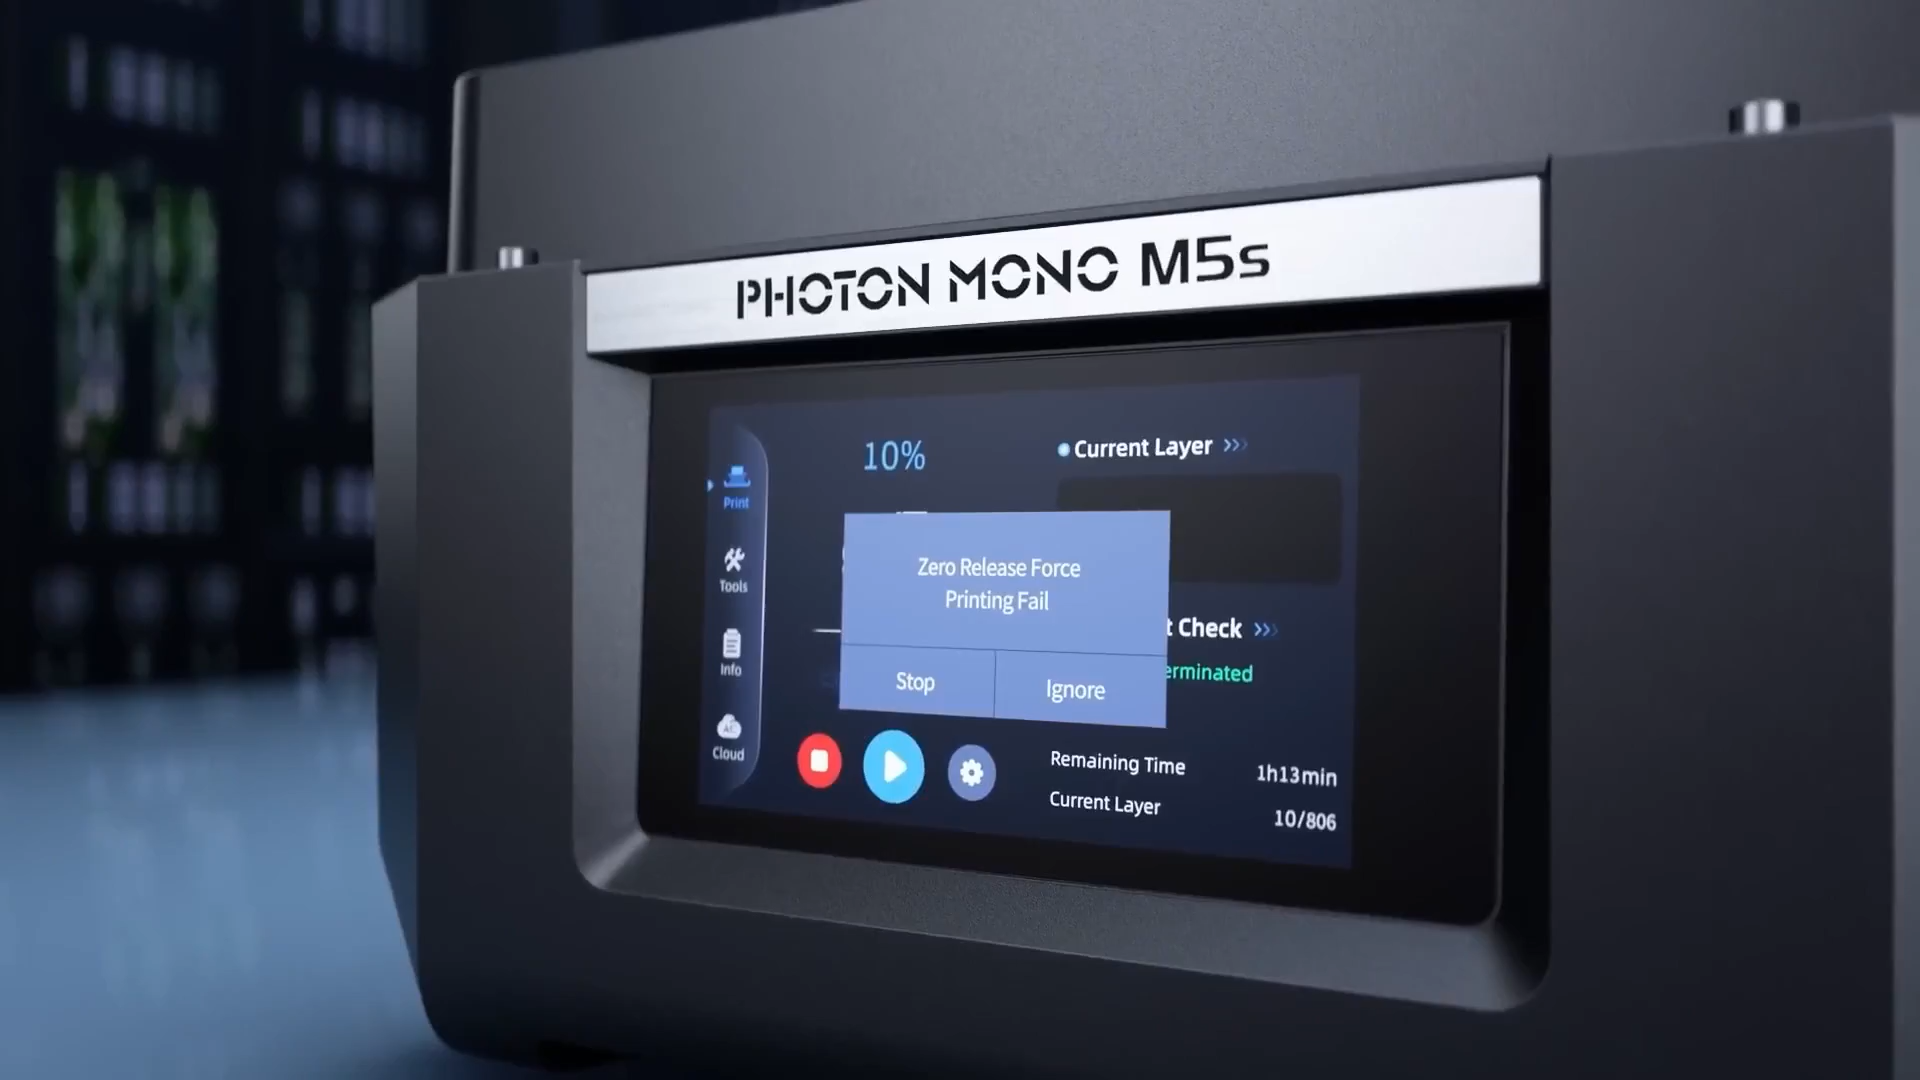 PHOTON MONO M5s
10%
Current Layer
Print
Tools
Info
Cloud
Zero Release Force
Printing Fail
Stop
Ignore
t Check
erminated
Remaining Time 1h13min
Current Layer 10/806